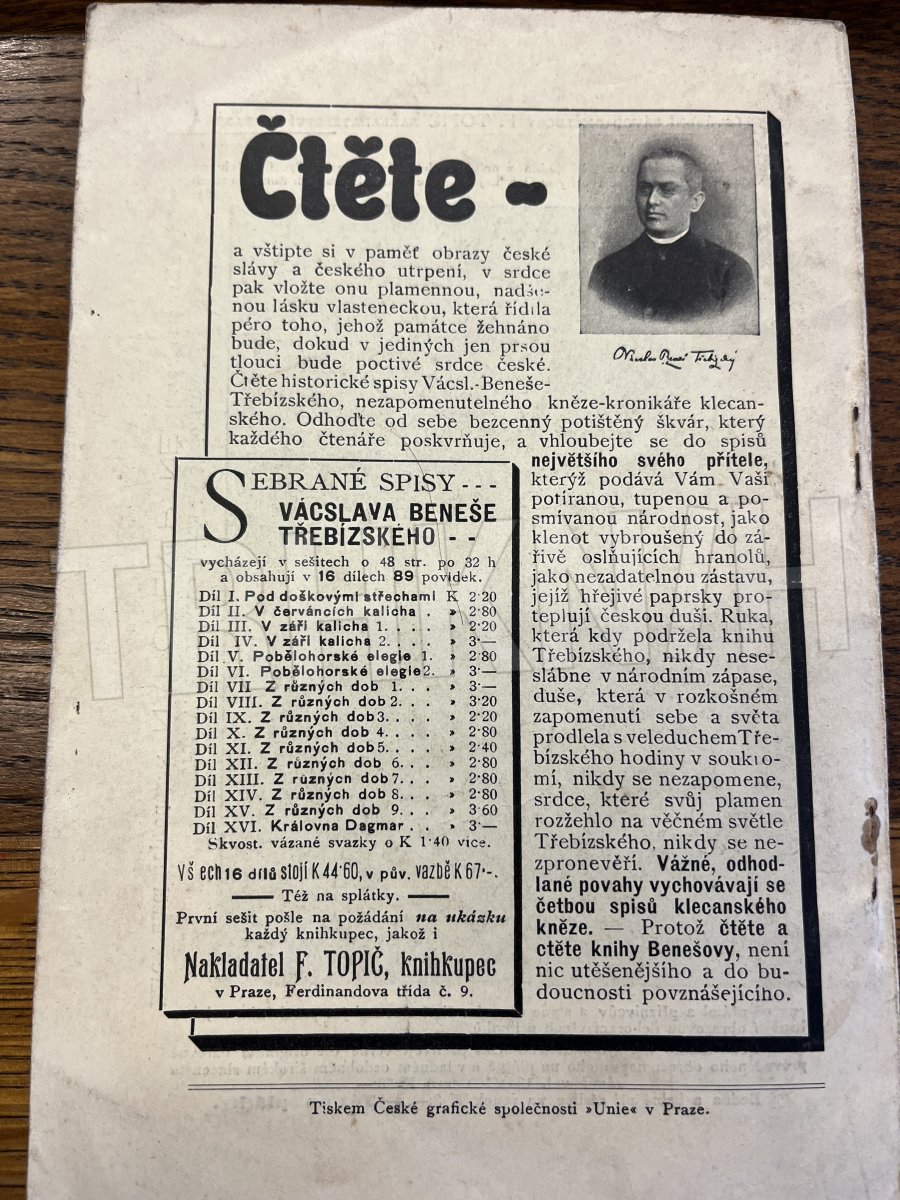 Čtěte -
a vštipte si v paměť obrazy české
slávy a českého utrpení, v srdce
pak vložte onu plamennou, nadše-
nou lásku vlasteneckou, která řídila
péro toho, jehož památce žehnáno
bude, dokud v jediných jen prsou
tlouci bude poctivé srdce české.
Čtěte historické spisy Vácsl.-Beneše-
Třebízského, nezapomenutelného kněze-kronikáře klecan-
ského. Odhoďte od sebe bezcenný potištěný škvár, který
každého čtenáře poskvrňuje, a vhloubejte se do spisů
největšího svého přítele,
kterýž podává Vám Vaši
potíranou, tupenou a po-
smívanou národnost, jako
klenot vybroušený do zá-
řivě oslňujících hranolů,
jako nezadatelnou zástavu,
jejíž hřejivé paprsky pro-
teplují českou duši. Ruka,
která kdy podržela knihu
Třebízského, nikdy nese-
slábne v národním zápase,
duše, která v rozkošném
zapomenutí sebe a světa
prodlela s veleduchem Tře-
bízského hodiny v soukro-
mí, nikdy se nezapomene,
srdce, které svůj plamen
rozžehlo na věčném světle
Třebízského, nikdy se ne-
zpronevěří. Vážné, odhod-
lané povahy vychovávají se
četbou spisů klecanského
kněze. — Protož čtěte a
čtěte knihy Benešovy, není
nic utěšenějšího a do bu-
doucnosti povznášejícího.
SEBRANÉ SPISY - - -
VÁCSLAVA BENEŠE
TŘEBÍZSKÉHO - -
vycházejí v sešitech o 48 str. po 32 h
a obsahují v 16 dílech 89 povídek.
Díl I. Pod doškovými střechami K 2·20
Díl II. V červáncích kalicha . » 2·80
Díl III. V záři kalicha 1. . . . » 2·20
Díl IV. V záři kalicha 2. . . . » 3·—
Díl V. Pobělohorské elegie 1. » 2·80
Díl VI. Pobělohorské elegie 2. » 3·—
Díl VII. Z různých dob 1. . . . » 3·—
Díl VIII. Z různých dob 2. . . . » 3·20
Díl IX. Z různých dob 3. . . . » 2·20
Díl X. Z různých dob 4. . . . » 2·80
Díl XI. Z různých dob 5. . . . » 2·40
Díl XII. Z různých dob 6. . . . » 2·80
Díl XIII. Z různých dob 7. . . . » 2·80
Díl XIV. Z různých dob 8. . . . » 2·80
Díl XV. Z různých dob 9. . . . » 3·60
Díl XVI. Královna Dagmar . . » 3·—
Skvost. vázané svazky o K 1·40 více.
Všech 16 dílů stojí K 44·60, v pův. vazbě K 67·-.
— Též na splátky. —
První sešit pošle na požádání na ukázku
každý knihkupec, jakož i
Nakladatel F. TOPIČ, knihkupec
v Praze, Ferdinandova třída č. 9.
Tiskem České grafické společnosti »Unie« v Praze.